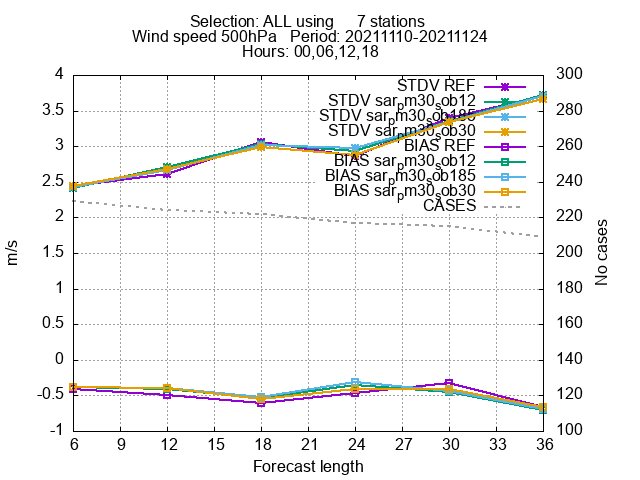 Selection: ALL using 7 stations
Wind speed 500hPa Period: 20211110-20211124
Hours: 00,06,12,18
STDV REF
STDV sar_pm30_sob12
STDV sar_pm30_sob185
STDV sar_pm30_sob30
BIAS REF
BIAS sar_pm30_sob12
BIAS sar_pm30_sob185
BIAS sar_pm30_sob30
CASES
m/s
4
3.5
3
2.5
2
1.5
1
0.5
0
-0.5
-1
No cases
300
280
260
240
220
200
180
160
140
120
100
6 9 12 15 18 21 24 27 30 33 36
Forecast length